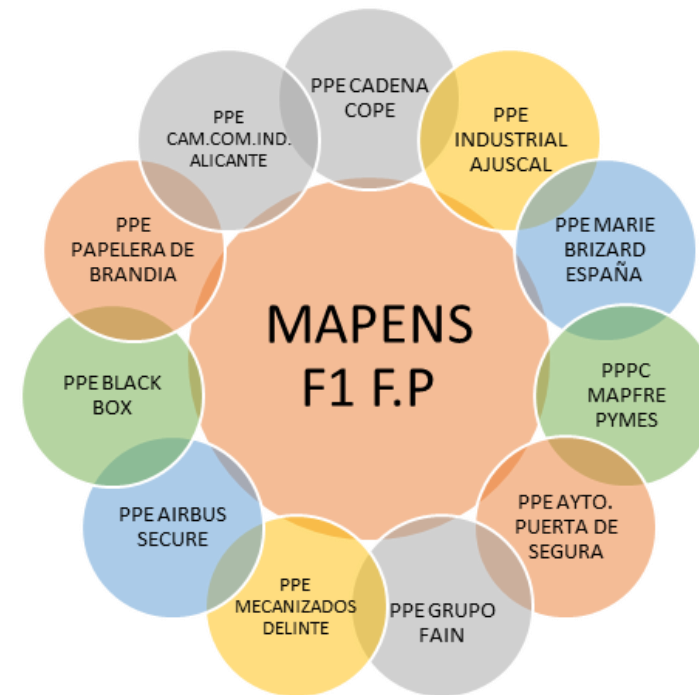 PPE CADENA
COPE
PPE
INDUSTRIAL
AJUSCAL
PPE MARIE
BRIZARD
ESPAÑA
PPPC
MAPFRE
PYMES
PPE AYTO.
PUERTA DE
SEGURA
PPE GRUPO
FAIN
PPE
MECANIZADOS
DELINTE
PPE AIRBUS
SECURE
PPE BLACK
BOX
PPE
PAPELERA DE
BRANDIA
PPE
CAM.COM.IND.
ALICANTE
MAPENS
F1 F.P